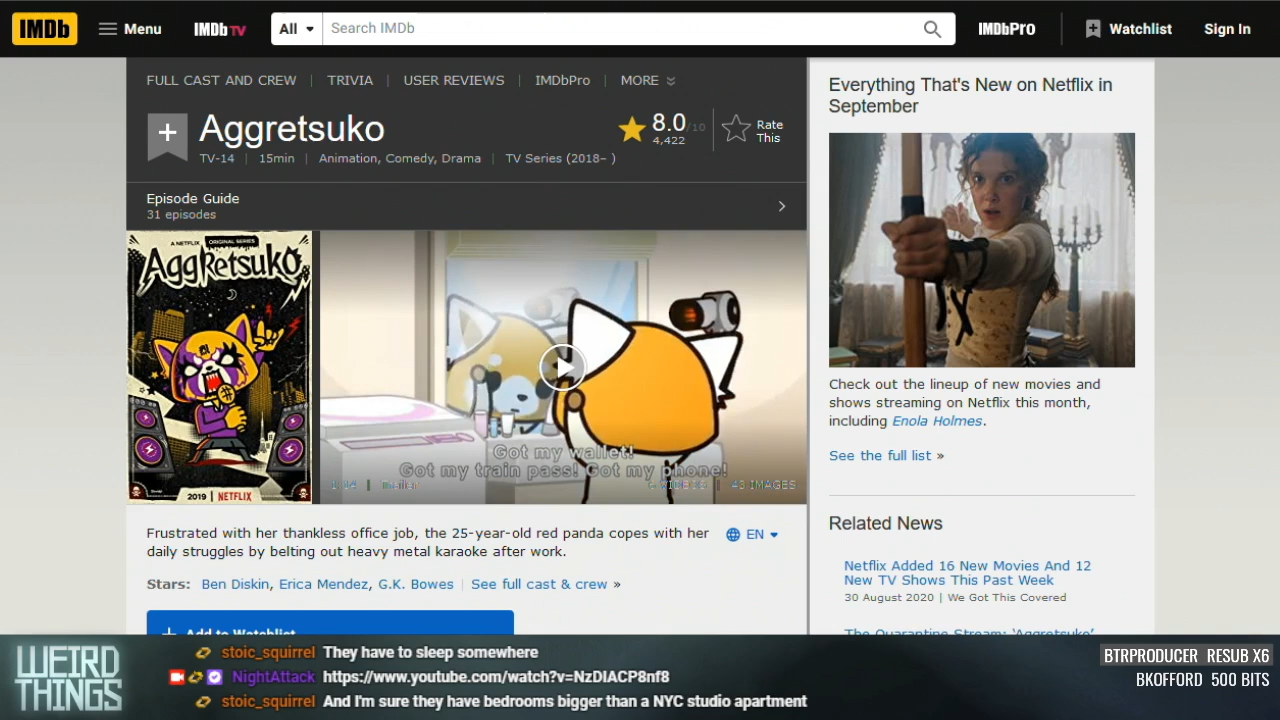 IMDb
Menu
IMDb TV
All
Search IMDb
IMDbPro
Watchlist
Sign In
FULL CAST AND CREW
TRIVIA
USER REVIEWS
IMDbPro
MORE
Aggretsuko
TV-14 | 15min | Animation, Comedy, Drama | TV Series (2018– )
8.0/10
4,422
Rate
This
Episode Guide
31 episodes
A NETFLIX ORIGINAL SERIES
AGGRETSUKO
2019 | NETFLIX
Got my wallet!
Got my train pass! Got my phone!
43 IMAGES
Frustrated with her thankless office job, the 25-year-old red panda copes with her
daily struggles by belting out heavy metal karaoke after work.
EN
Stars: Ben Diskin, Erica Mendez, G.K. Bowes | See full cast & crew »
+ Add to Watchlist
Everything That's New on Netflix in
September
Check out the lineup of new movies and
shows streaming on Netflix this month,
including Enola Holmes.
See the full list »
Related News
Netflix Added 16 New Movies And 12
New TV Shows This Past Week
30 August 2020 | We Got This Covered
The Quarantine Stream: 'Aggretsuko'
WEIRD
THINGS
stoic_squirrel They have to sleep somewhere
NightAttack https://www.youtube.com/watch?v=NzDIACP8nf8
stoic_squirrel And I'm sure they have bedrooms bigger than a NYC studio apartment
BTRPRODUCER RESUB X6
BKOFFORD 500 BITS